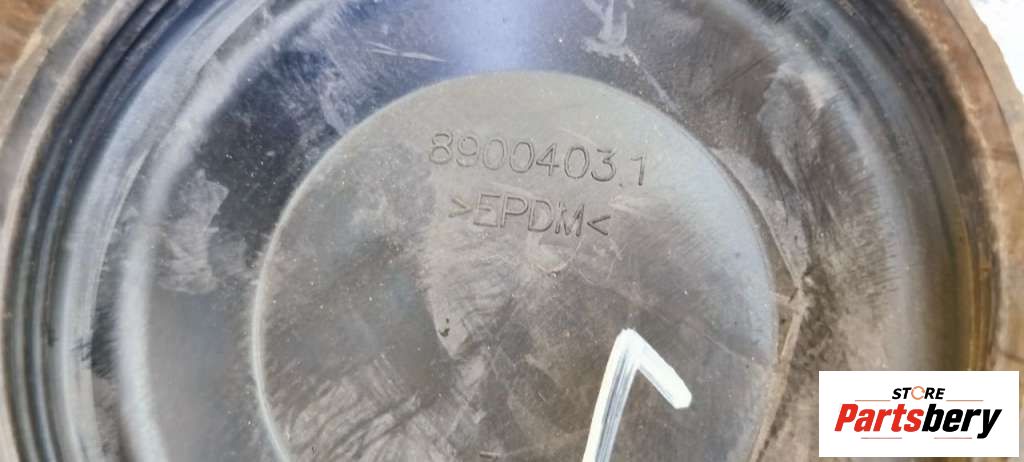 89004031
>EPDM<
STORE
Partsbery